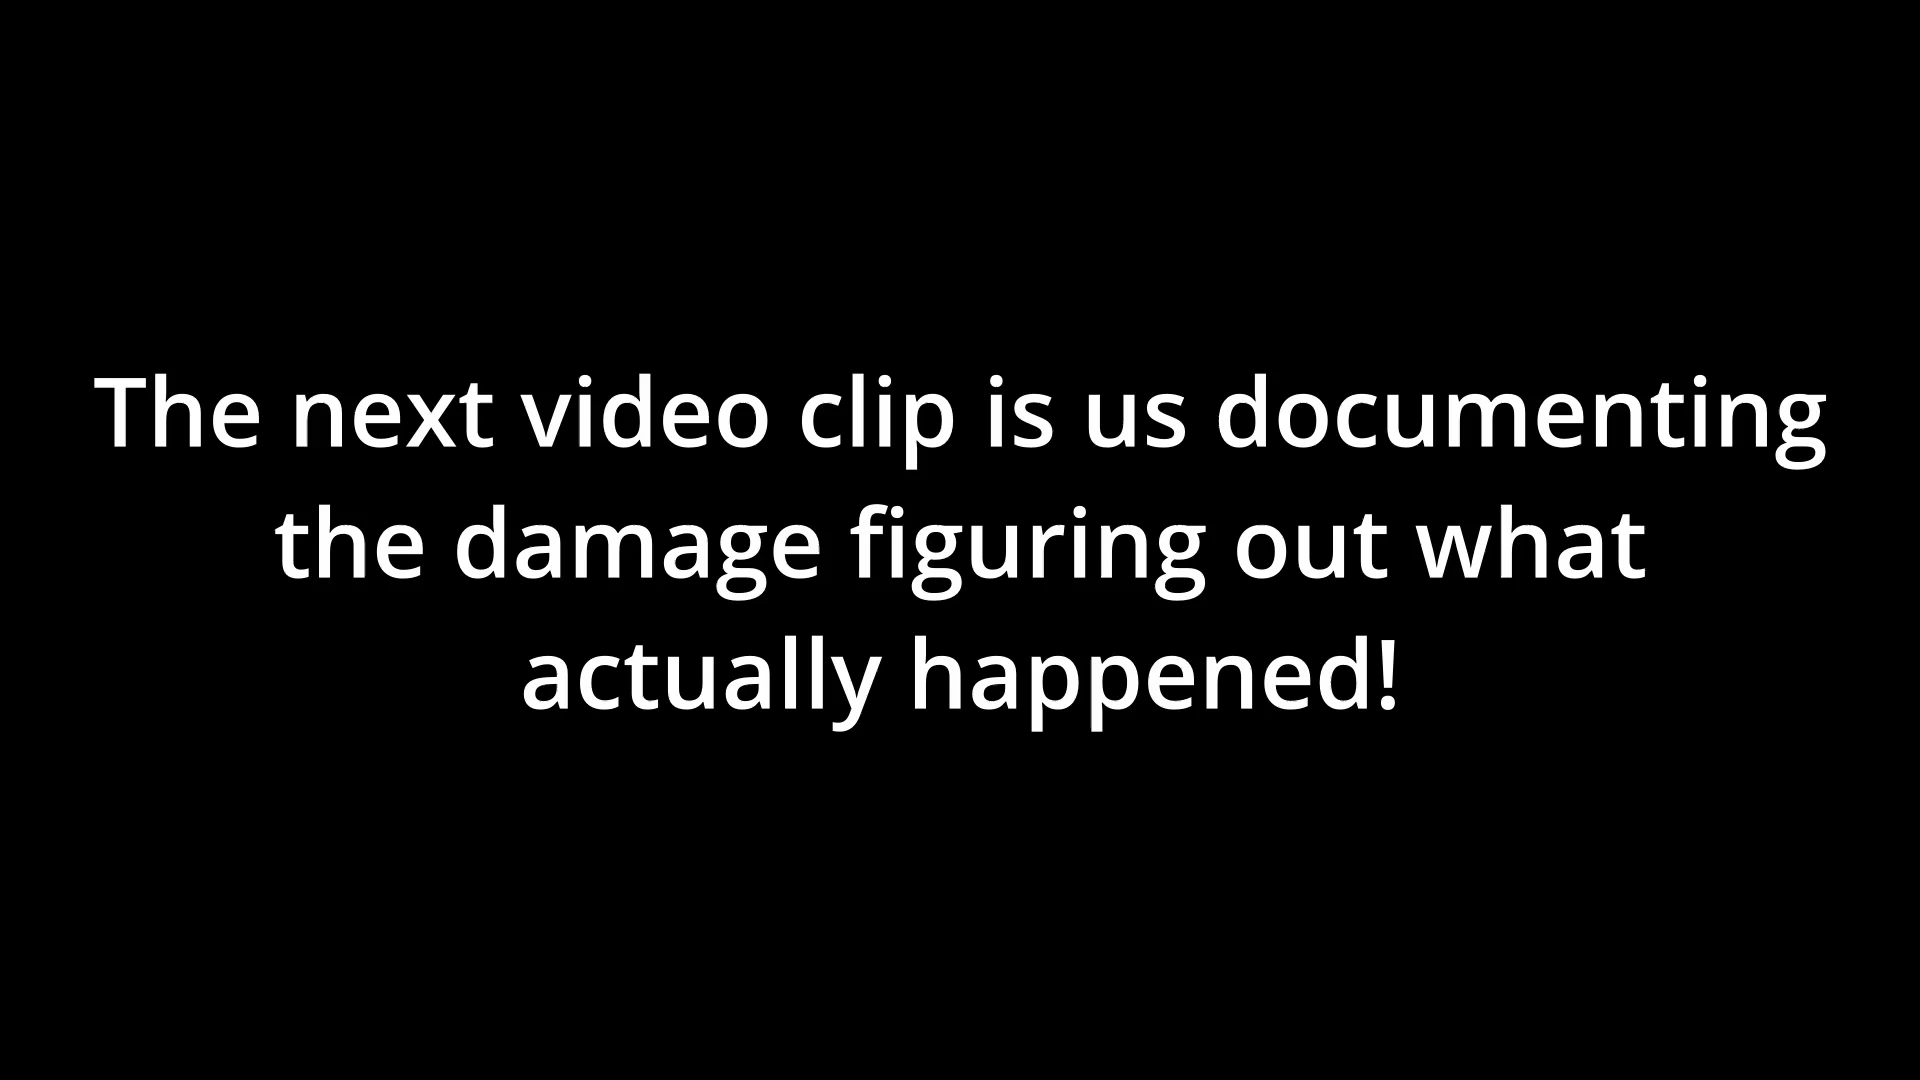 The next video clip is us documenting
the damage figuring out what
actually happened!